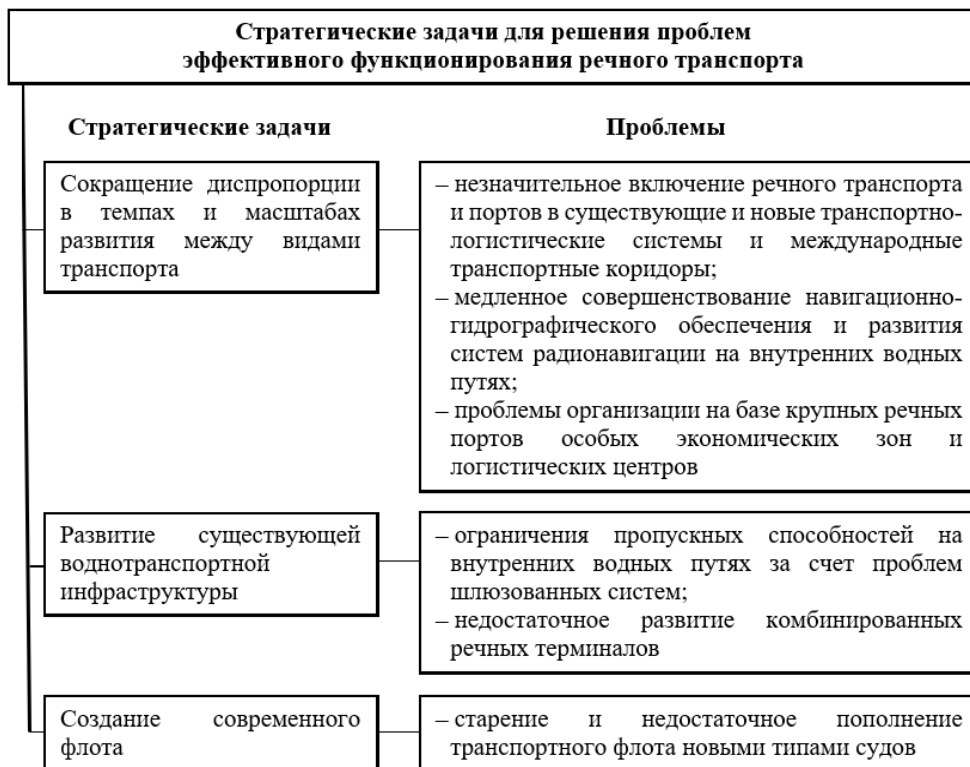 Стратегические задачи для решения проблем
эффективного функционирования речного транспорта
Стратегические задачи
Проблемы
Сокращение диспропорции
в темпах и масштабах
развития между видами
транспорта
– незначительное включение речного транспорта
и портов в существующие и новые транспортно-
логистические системы и международные
транспортные коридоры;
– медленное совершенствование навигационно-
гидрографического обеспечения и развития
систем радионавигации на внутренних водных
путях;
– проблемы организации на базе крупных речных
портов особых экономических зон и
логистических центров
Развитие существующей
воднотранспортной
инфраструктуры
– ограничения пропускных способностей на
внутренних водных путях за счет проблем
шлюзованных систем;
– недостаточное развитие комбинированных
речных терминалов
Создание современного
флота
– старение и недостаточное пополнение
транспортного флота новыми типами судов